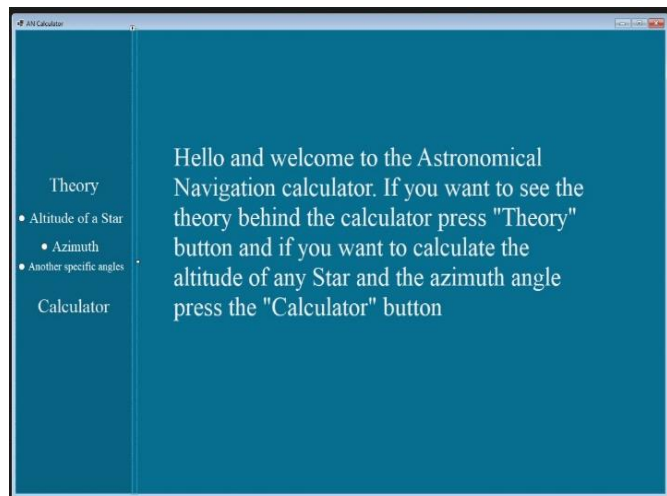 AN Calculator
Theory
Altitude of a Star
Azimuth
Another specific angles
Calculator
Hello and welcome to the Astronomical
Navigation calculator. If you want to see the
theory behind the calculator press "Theory"
button and if you want to calculate the
altitude of any Star and the azimuth angle
press the "Calculator" button